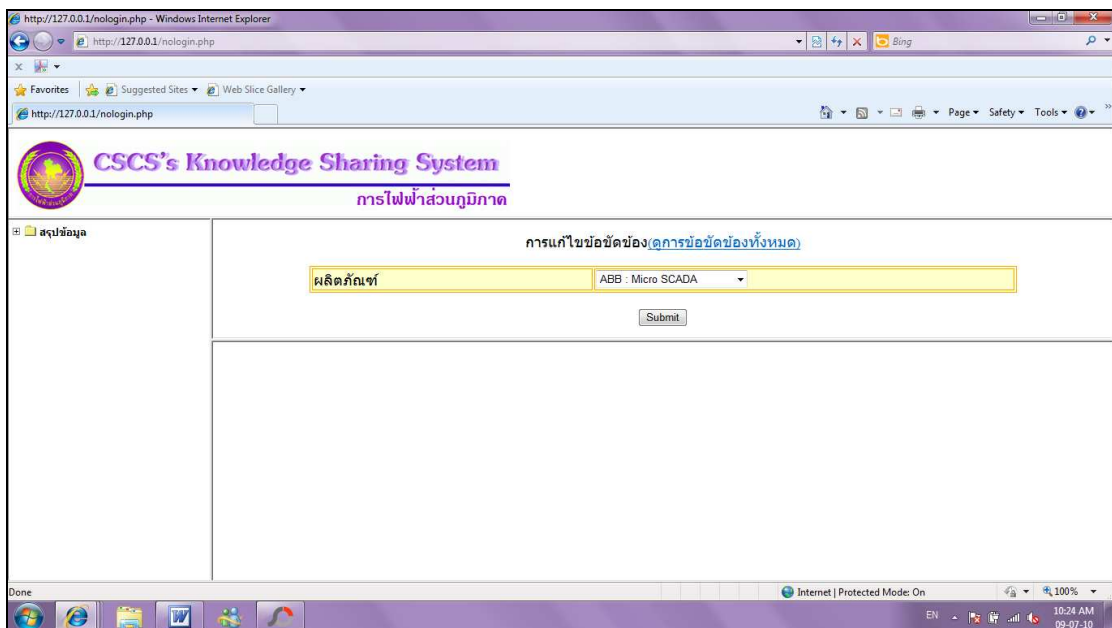 http://127.0.0.1/nologin.php - Windows Internet Explorer
http://127.0.0.1/nologin.php
Bing
x
Favorites Suggested Sites Web Slice Gallery
http://127.0.0.1/nologin.php
Page Safety Tools
CSCS's Knowledge Sharing System
การไฟฟ้าส่วนภูมิภาค
สรุปข้อมูล
การแก้ไขข้อขัดข้อง(ดูการข้อขัดข้องทั้งหมด)
ผลิตภัณฑ์ ABB : Micro SCADA
Submit
Done Internet | Protected Mode: On 100%
EN 10:24 AM
09-07-10